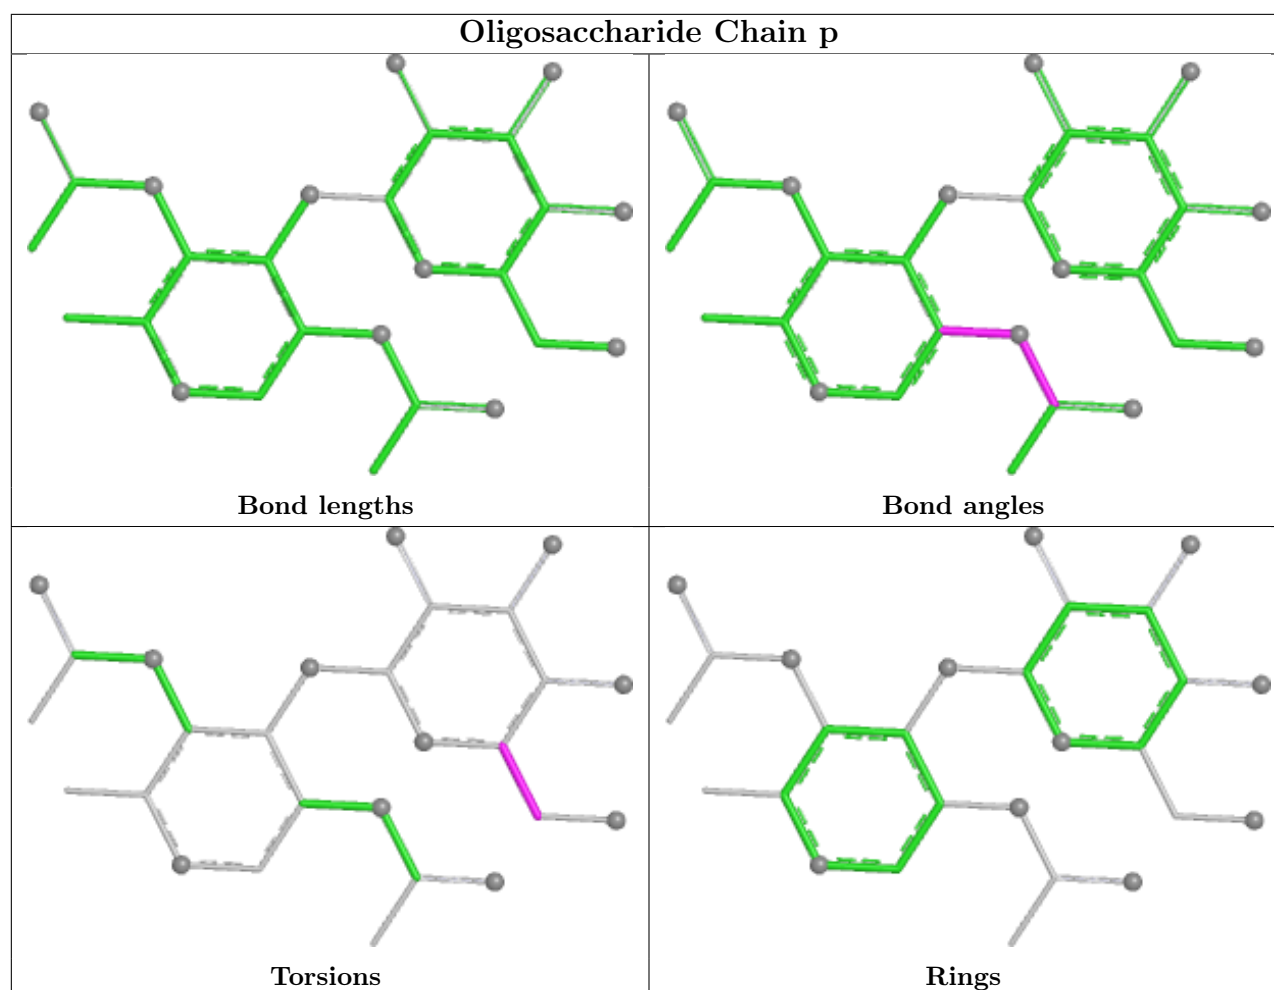 Oligosaccharide Chain p
Bond lengths
Bond angles
Torsions
Rings